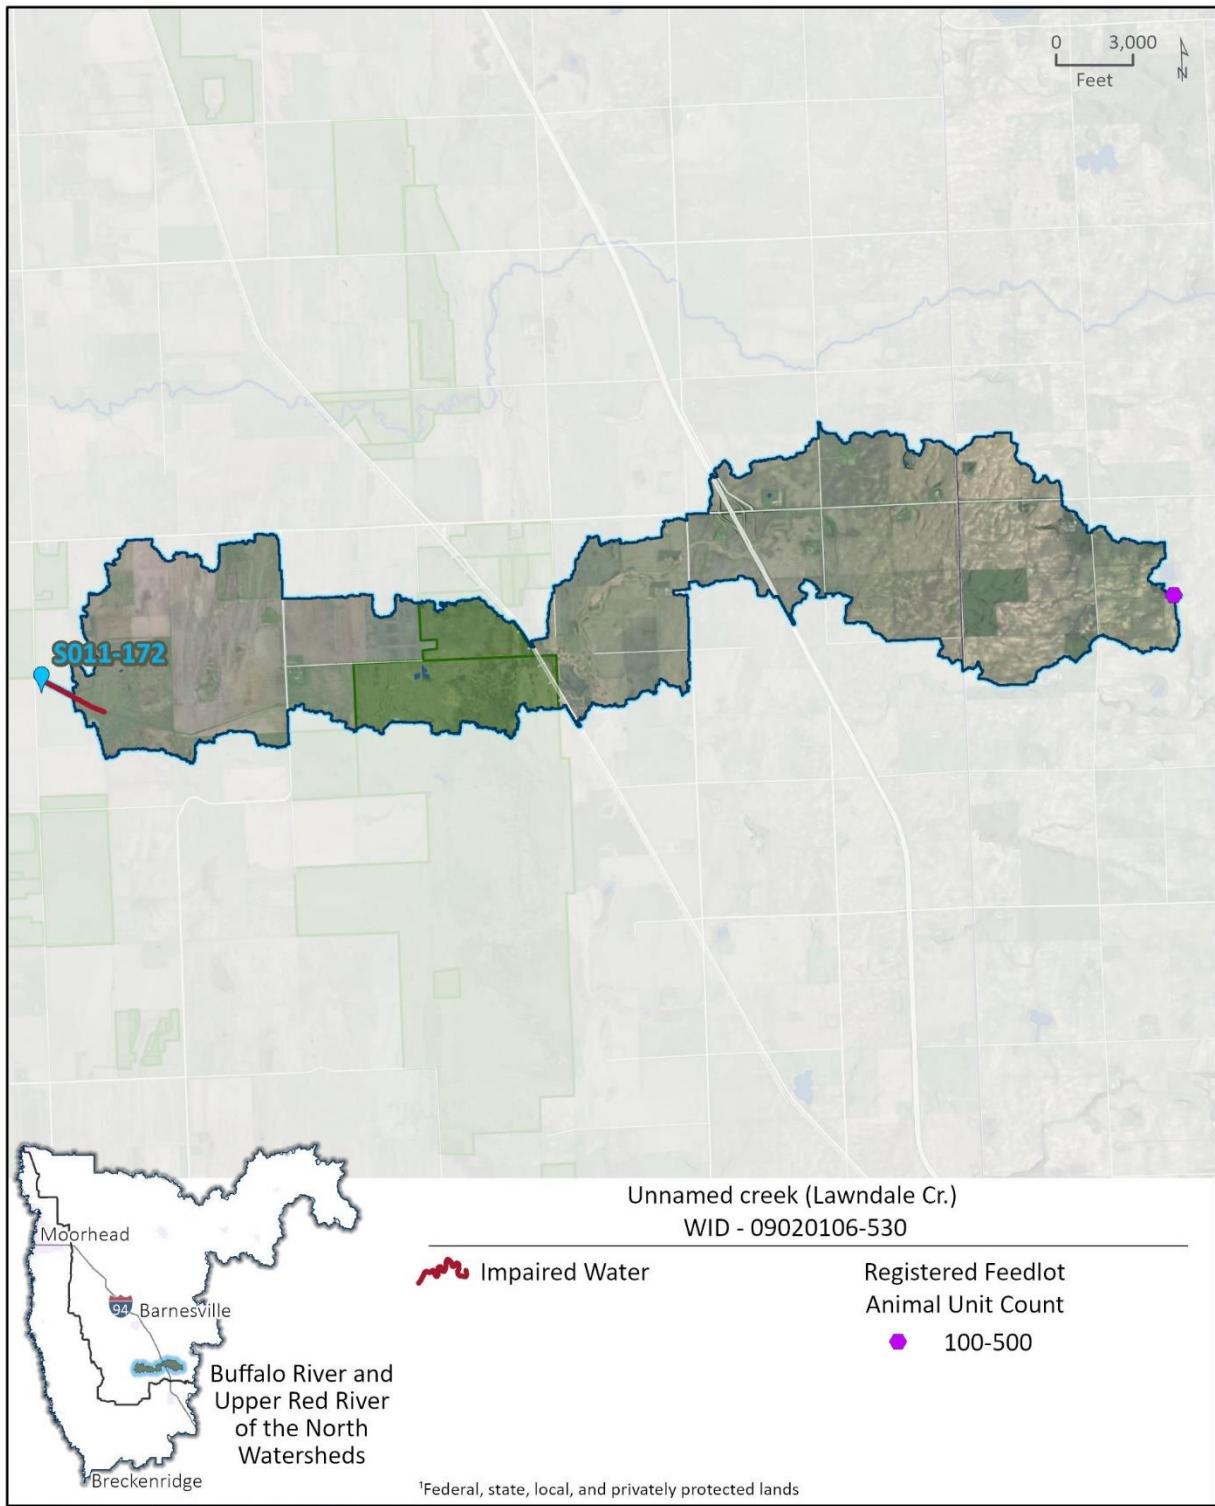 0 3,000
Feet
N
S011-172
Unnamed creek (Lawndale Cr.)
WID - 09020106-530
Impaired Water
Registered Feedlot
Animal Unit Count
100-500
Moorhead
94
Barnesville
Buffalo River and
Upper Red River
of the North
Watersheds
Breckenridge
¹Federal, state, local, and privately protected lands